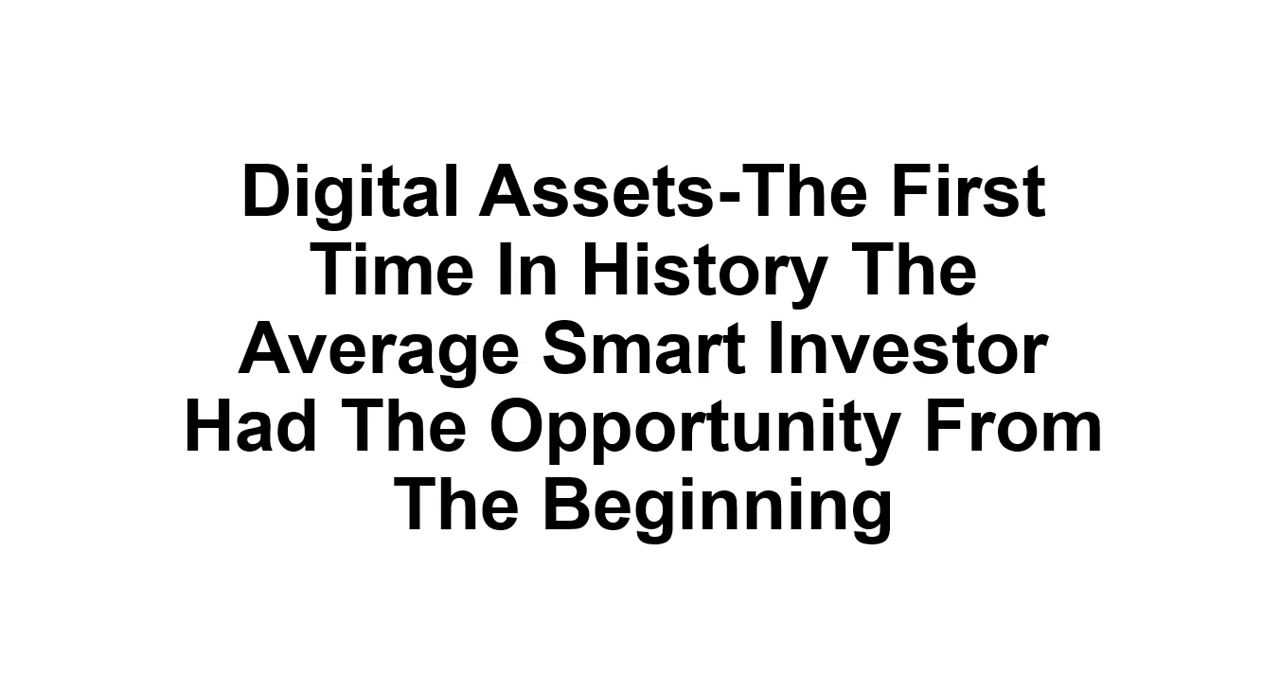 Digital Assets-The First
Time In History The
Average Smart Investor
Had The Opportunity From
The Beginning